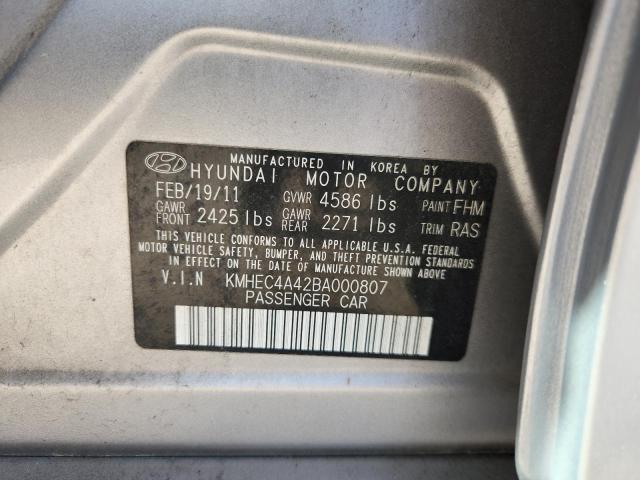 MANUFACTURED IN KOREA BY
HYUNDAI MOTOR COMPANY
FEB/19/11 GVWR 4586 lbs PAINT FHM
GAWR FRONT 2425 lbs GAWR REAR 2271 lbs TRIM RAS
THIS VEHICLE CONFORMS TO ALL APPLICABLE U.S.A. FEDERAL
MOTOR VEHICLE SAFETY, BUMPER, AND THEFT PREVENTION STANDARDS
IN EFFECT ON THE DATE OF MANUFACTURE SHOWN ABOVE.
V.I.N KMHEC4A42BA000807
PASSENGER CAR